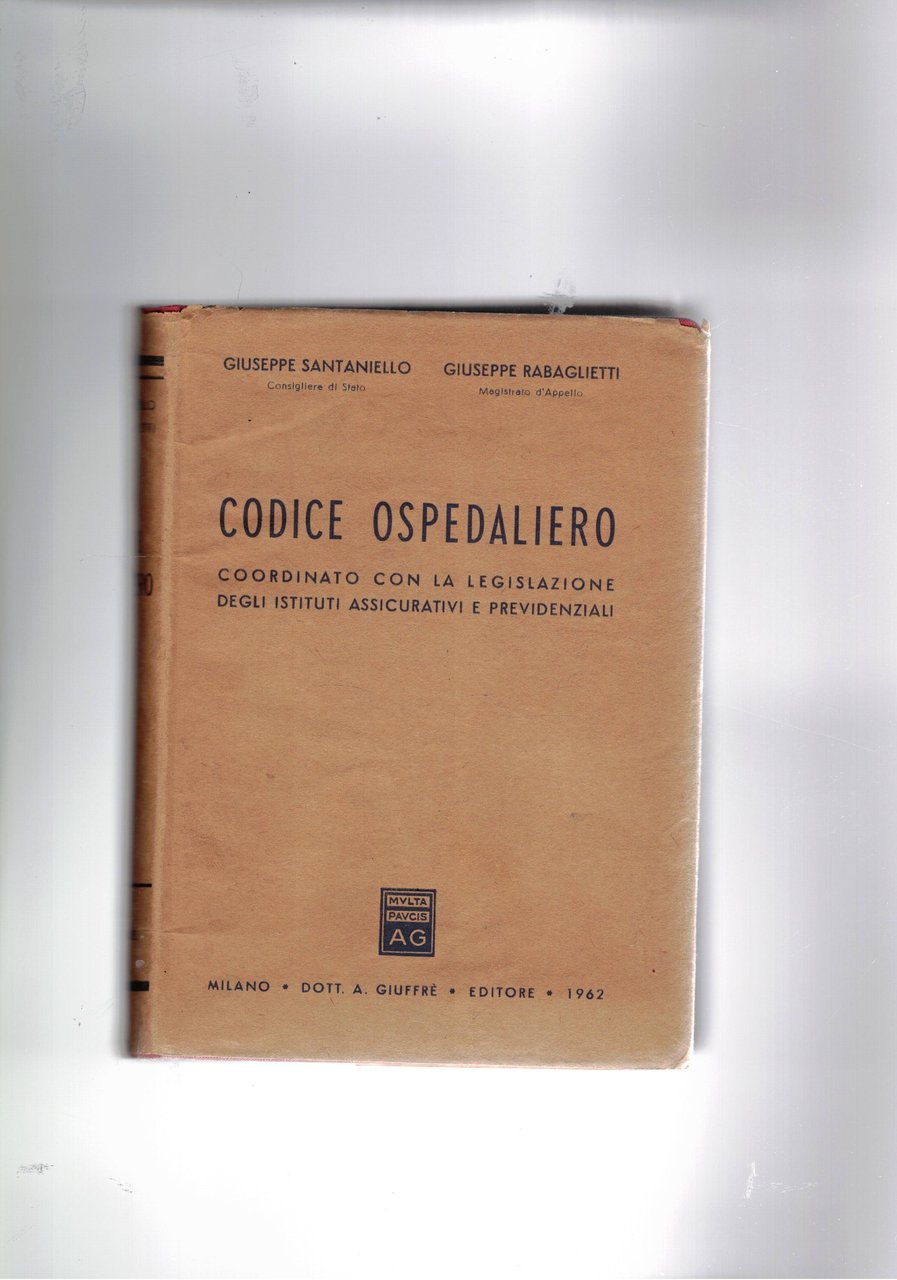 GIUSEPPE SANTANIELLO
Consigliere di Stato
GIUSEPPE RABAGLIETTI
Magistrato d'Appello
CODICE OSPEDALIERO
COORDINATO CON LA LEGISLAZIONE
DEGLI ISTITUTI ASSICURATIVI E PREVIDENZIALI
MVLTA
PAVCIS
AG
MILANO * DOTT. A. GIUFFRÈ * EDITORE * 1962